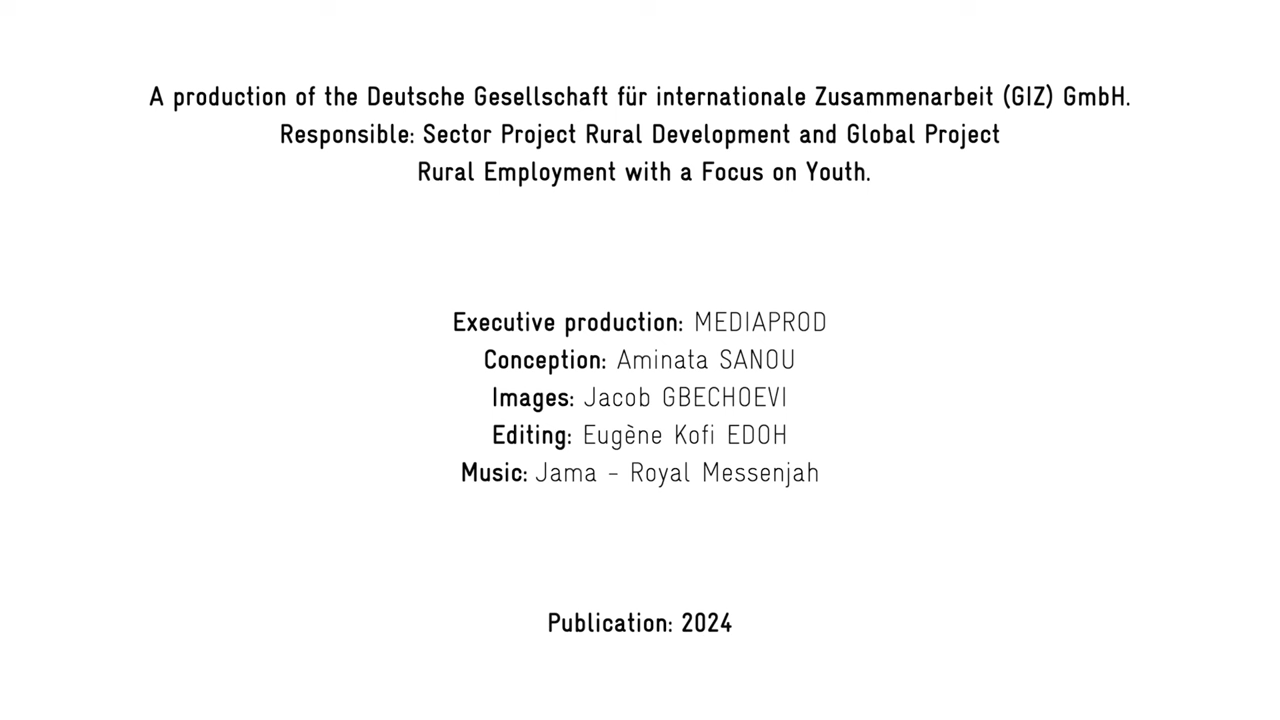 A production of the Deutsche Gesellschaft für internationale Zusammenarbeit (GIZ) GmbH.
Responsible: Sector Project Rural Development and Global Project
Rural Employment with a Focus on Youth.
Executive production: MEDIAPROD
Conception: Aminata SANOU
Images: Jacob GBECHOEVI
Editing: Eugène Kofi EDOH
Music: Jama - Royal Messenjah
Publication: 2024